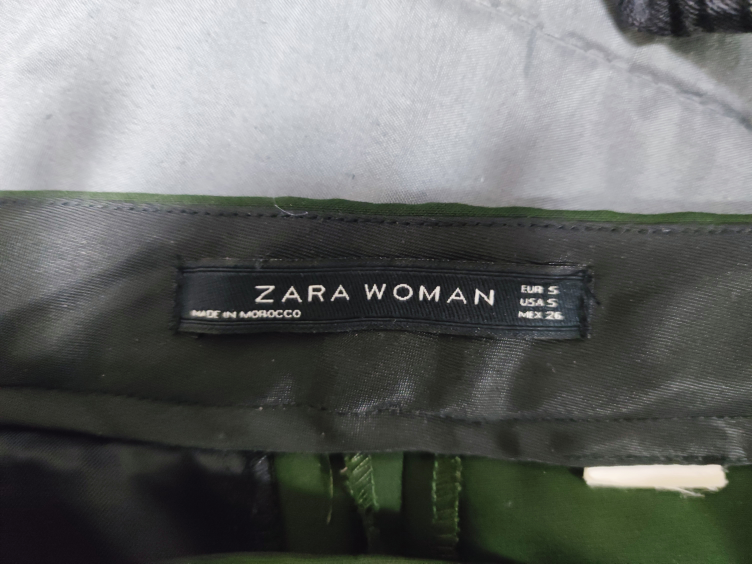 ZARA WOMAN
MADE IN MOROCCO
EUR S
USA S
MEX 26